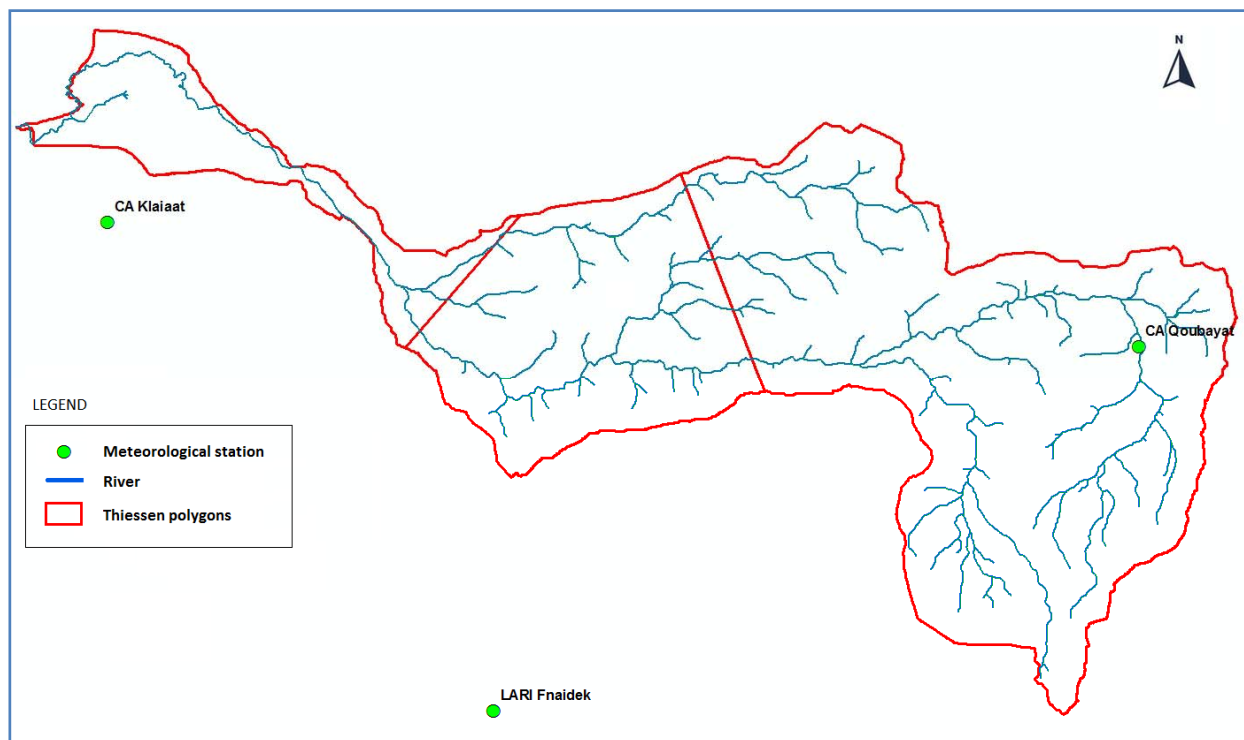 N
CA Klaiaat
CA Qoubayat
LEGEND
Meteorological station
River
Thiessen polygons
LARI Fnaidek